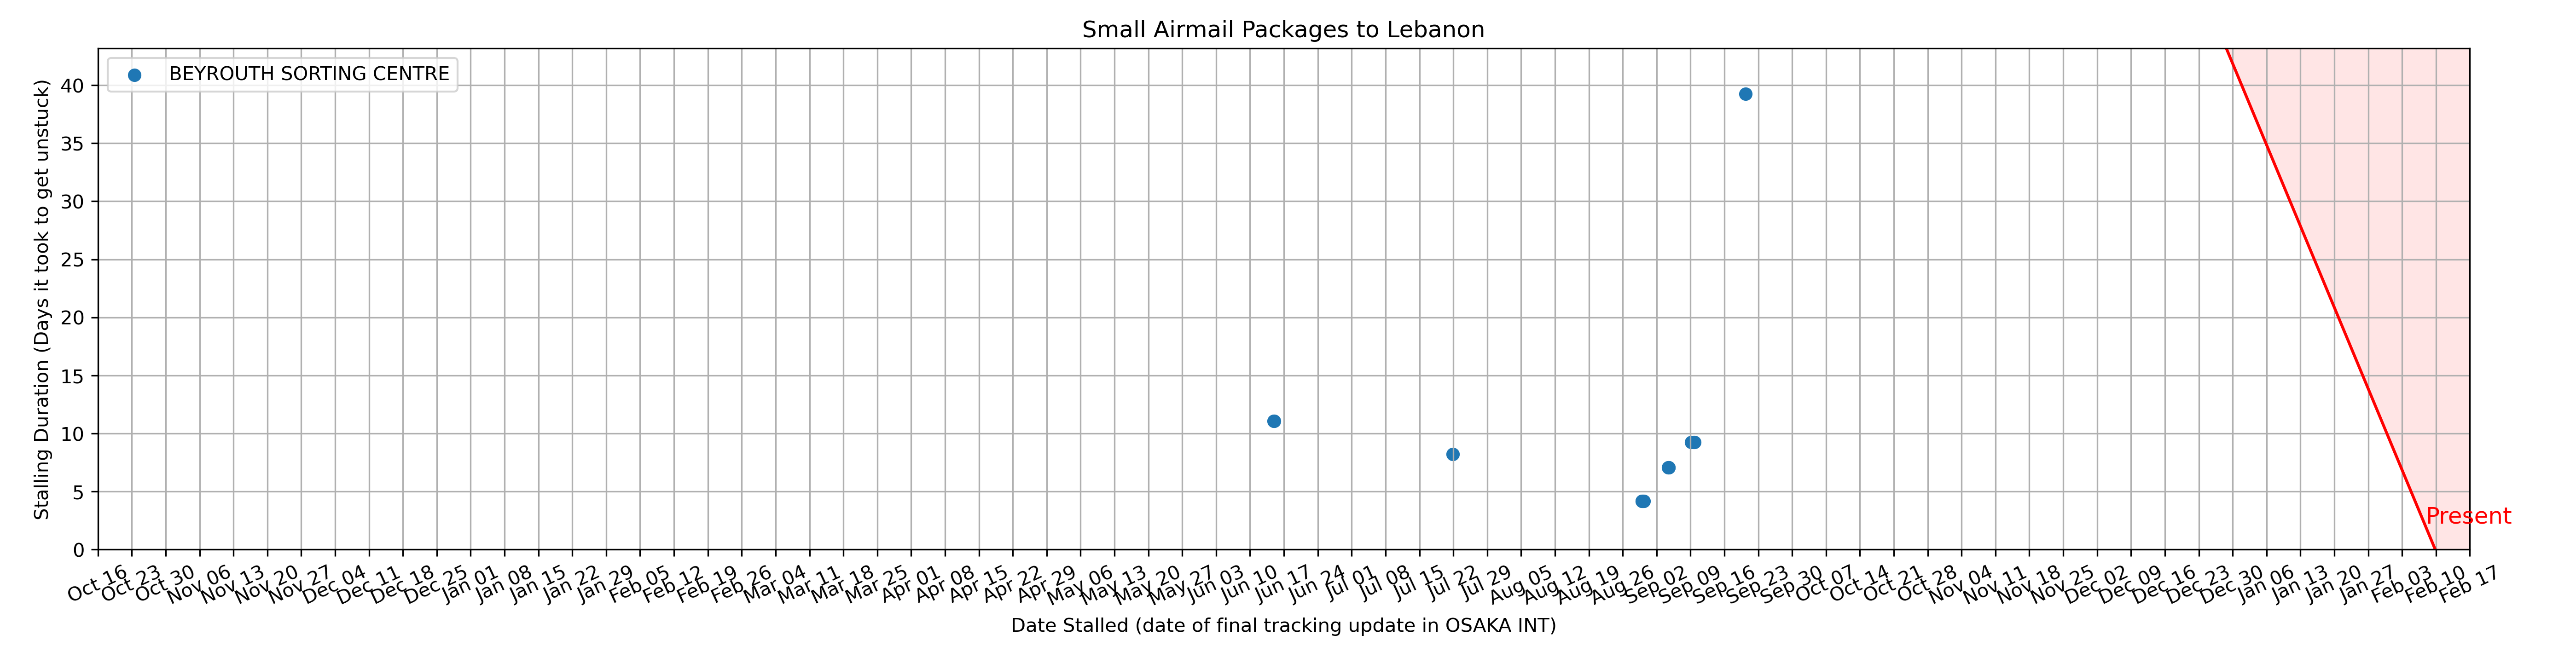 Small Airmail Packages to Lebanon
BEYROUTH SORTING CENTRE
Stalling Duration (Days it took to get unstuck)
40
35
30
25
20
15
10
5
0
Present
Oct 16
Oct 23
Oct 30
Nov 06
Nov 13
Nov 20
Nov 27
Dec 04
Dec 11
Dec 18
Dec 25
Jan 01
Jan 08
Jan 15
Jan 22
Jan 29
Feb 05
Feb 12
Feb 19
Feb 26
Mar 04
Mar 11
Mar 18
Mar 25
Apr 01
Apr 08
Apr 15
Apr 22
Apr 29
May 06
May 13
May 20
May 27
Jun 03
Jun 10
Jun 17
Jun 24
Jul 01
Jul 08
Jul 15
Jul 22
Jul 29
Aug 05
Aug 12
Aug 19
Aug 26
Sep 02
Sep 09
Sep 16
Sep 23
Sep 30
Oct 07
Oct 14
Oct 21
Oct 28
Nov 04
Nov 11
Nov 18
Nov 25
Dec 02
Dec 09
Dec 16
Dec 23
Dec 30
Jan 06
Jan 13
Jan 20
Jan 27
Feb 03
Feb 10
Feb 17
Date Stalled (date of final tracking update in OSAKA INT)